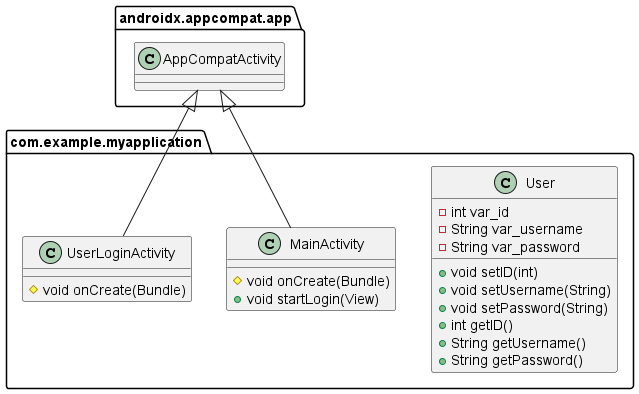 androidx.appcompat.app
C AppCompatActivity
com.example.myapplication
C UserLoginActivity
void onCreate(Bundle)
C MainActivity
void onCreate(Bundle)
void startLogin(View)
C User
int var_id
String var_username
String var_password
void setID(int)
void setUsername(String)
void setPassword(String)
int getID()
String getUsername()
String getPassword()